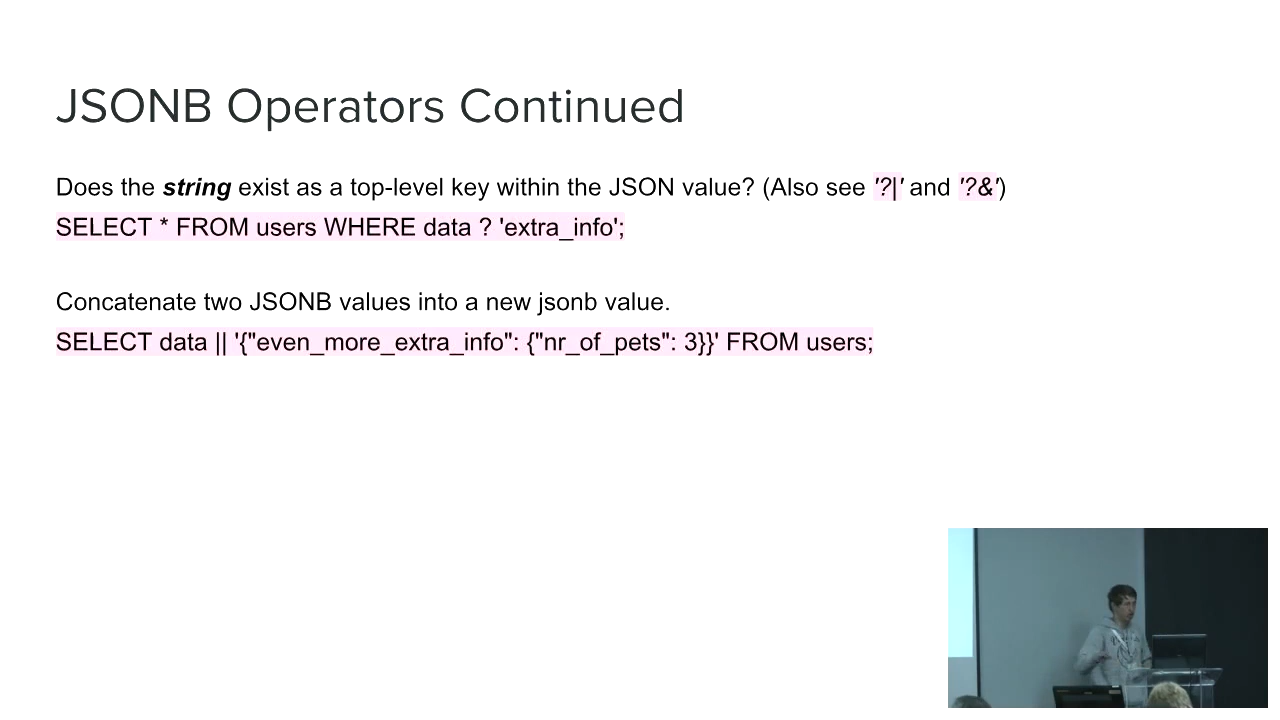 JSONB Operators Continued
Does the string exist as a top-level key within the JSON value? (Also see '?|' and '?&')
SELECT * FROM users WHERE data ? 'extra_info';
Concatenate two JSONB values into a new jsonb value.
SELECT data || '{"even_more_extra_info": {"nr_of_pets": 3}}' FROM users;